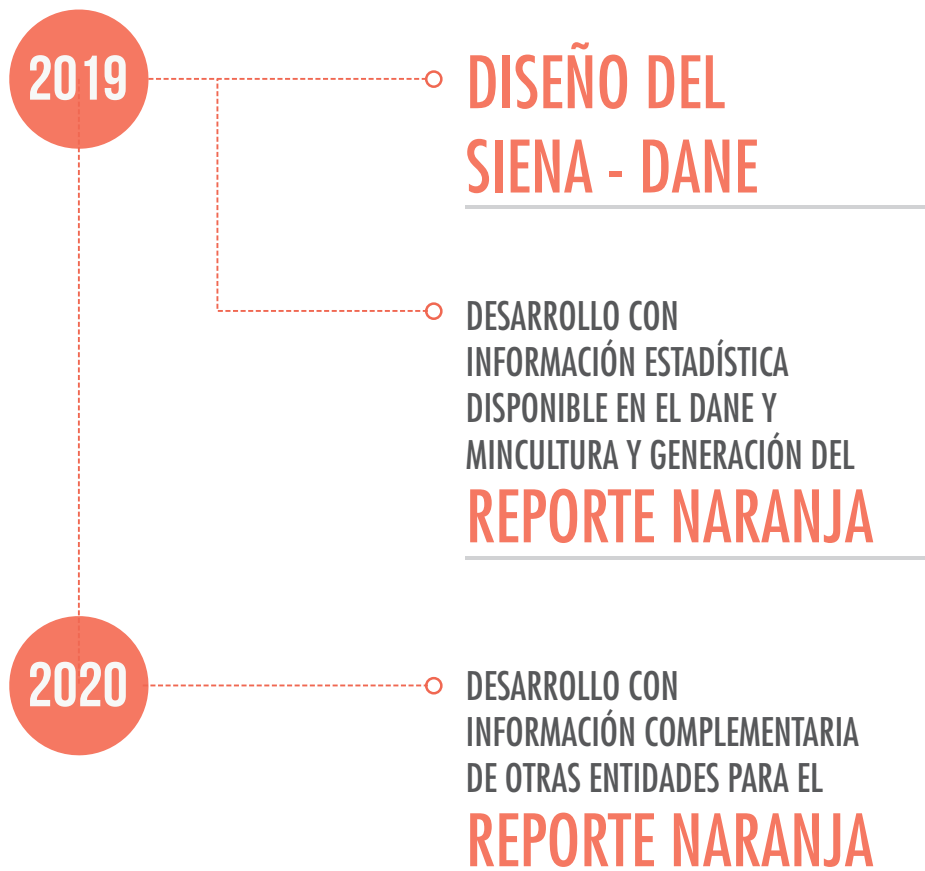 2019
DISEÑO DEL
SIENA - DANE
DESARROLLO CON
INFORMACIÓN ESTADÍSTICA
DISPONIBLE EN EL DANE Y
MINCULTURA Y GENERACIÓN DEL
REPORTE NARANJA
2020
DESARROLLO CON
INFORMACIÓN COMPLEMENTARIA
DE OTRAS ENTIDADES PARA EL
REPORTE NARANJA